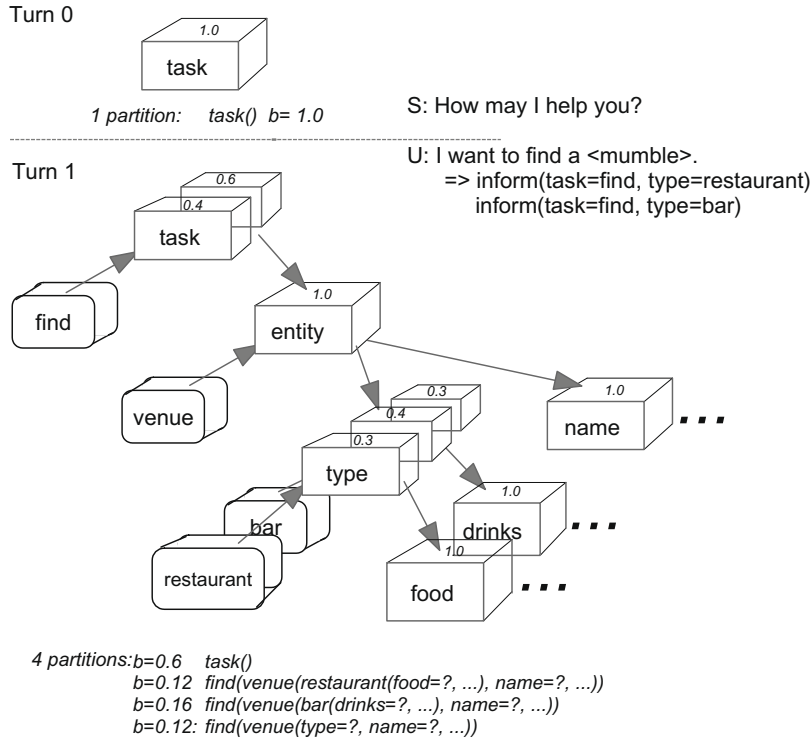 Turn 0
1.0
task
1 partition: task() b= 1.0
S: How may I help you?
Turn 1
U: I want to find a <mumble>.
=> inform(task=find, type=restaurant)
inform(task=find, type=bar)
0.6
0.4
task
find
1.0
entity
venue
1.0
name
...
0.3
0.4
0.3
type
bar
restaurant
1.0
drinks
...
1.0
food
...
4 partitions: b=0.6 task()
b=0.12 find(venue(restaurant(food=?, ...), name=?, ...))
b=0.16 find(venue(bar(drinks=?, ...), name=?, ...))
b=0.12: find(venue(type=?, name=?, ...))